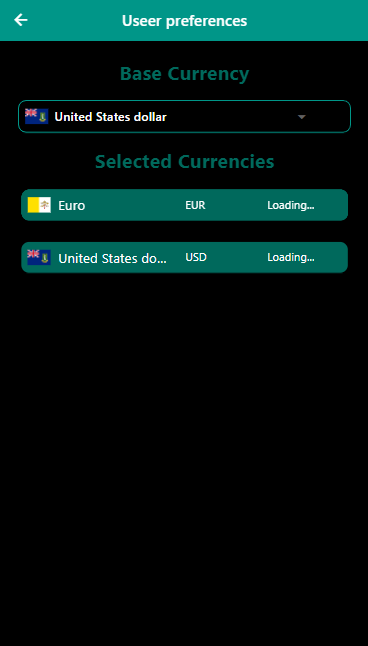 Useer preferences
Base Currency
United States dollar
Selected Currencies
Euro EUR Loading...
United States do... USD Loading...